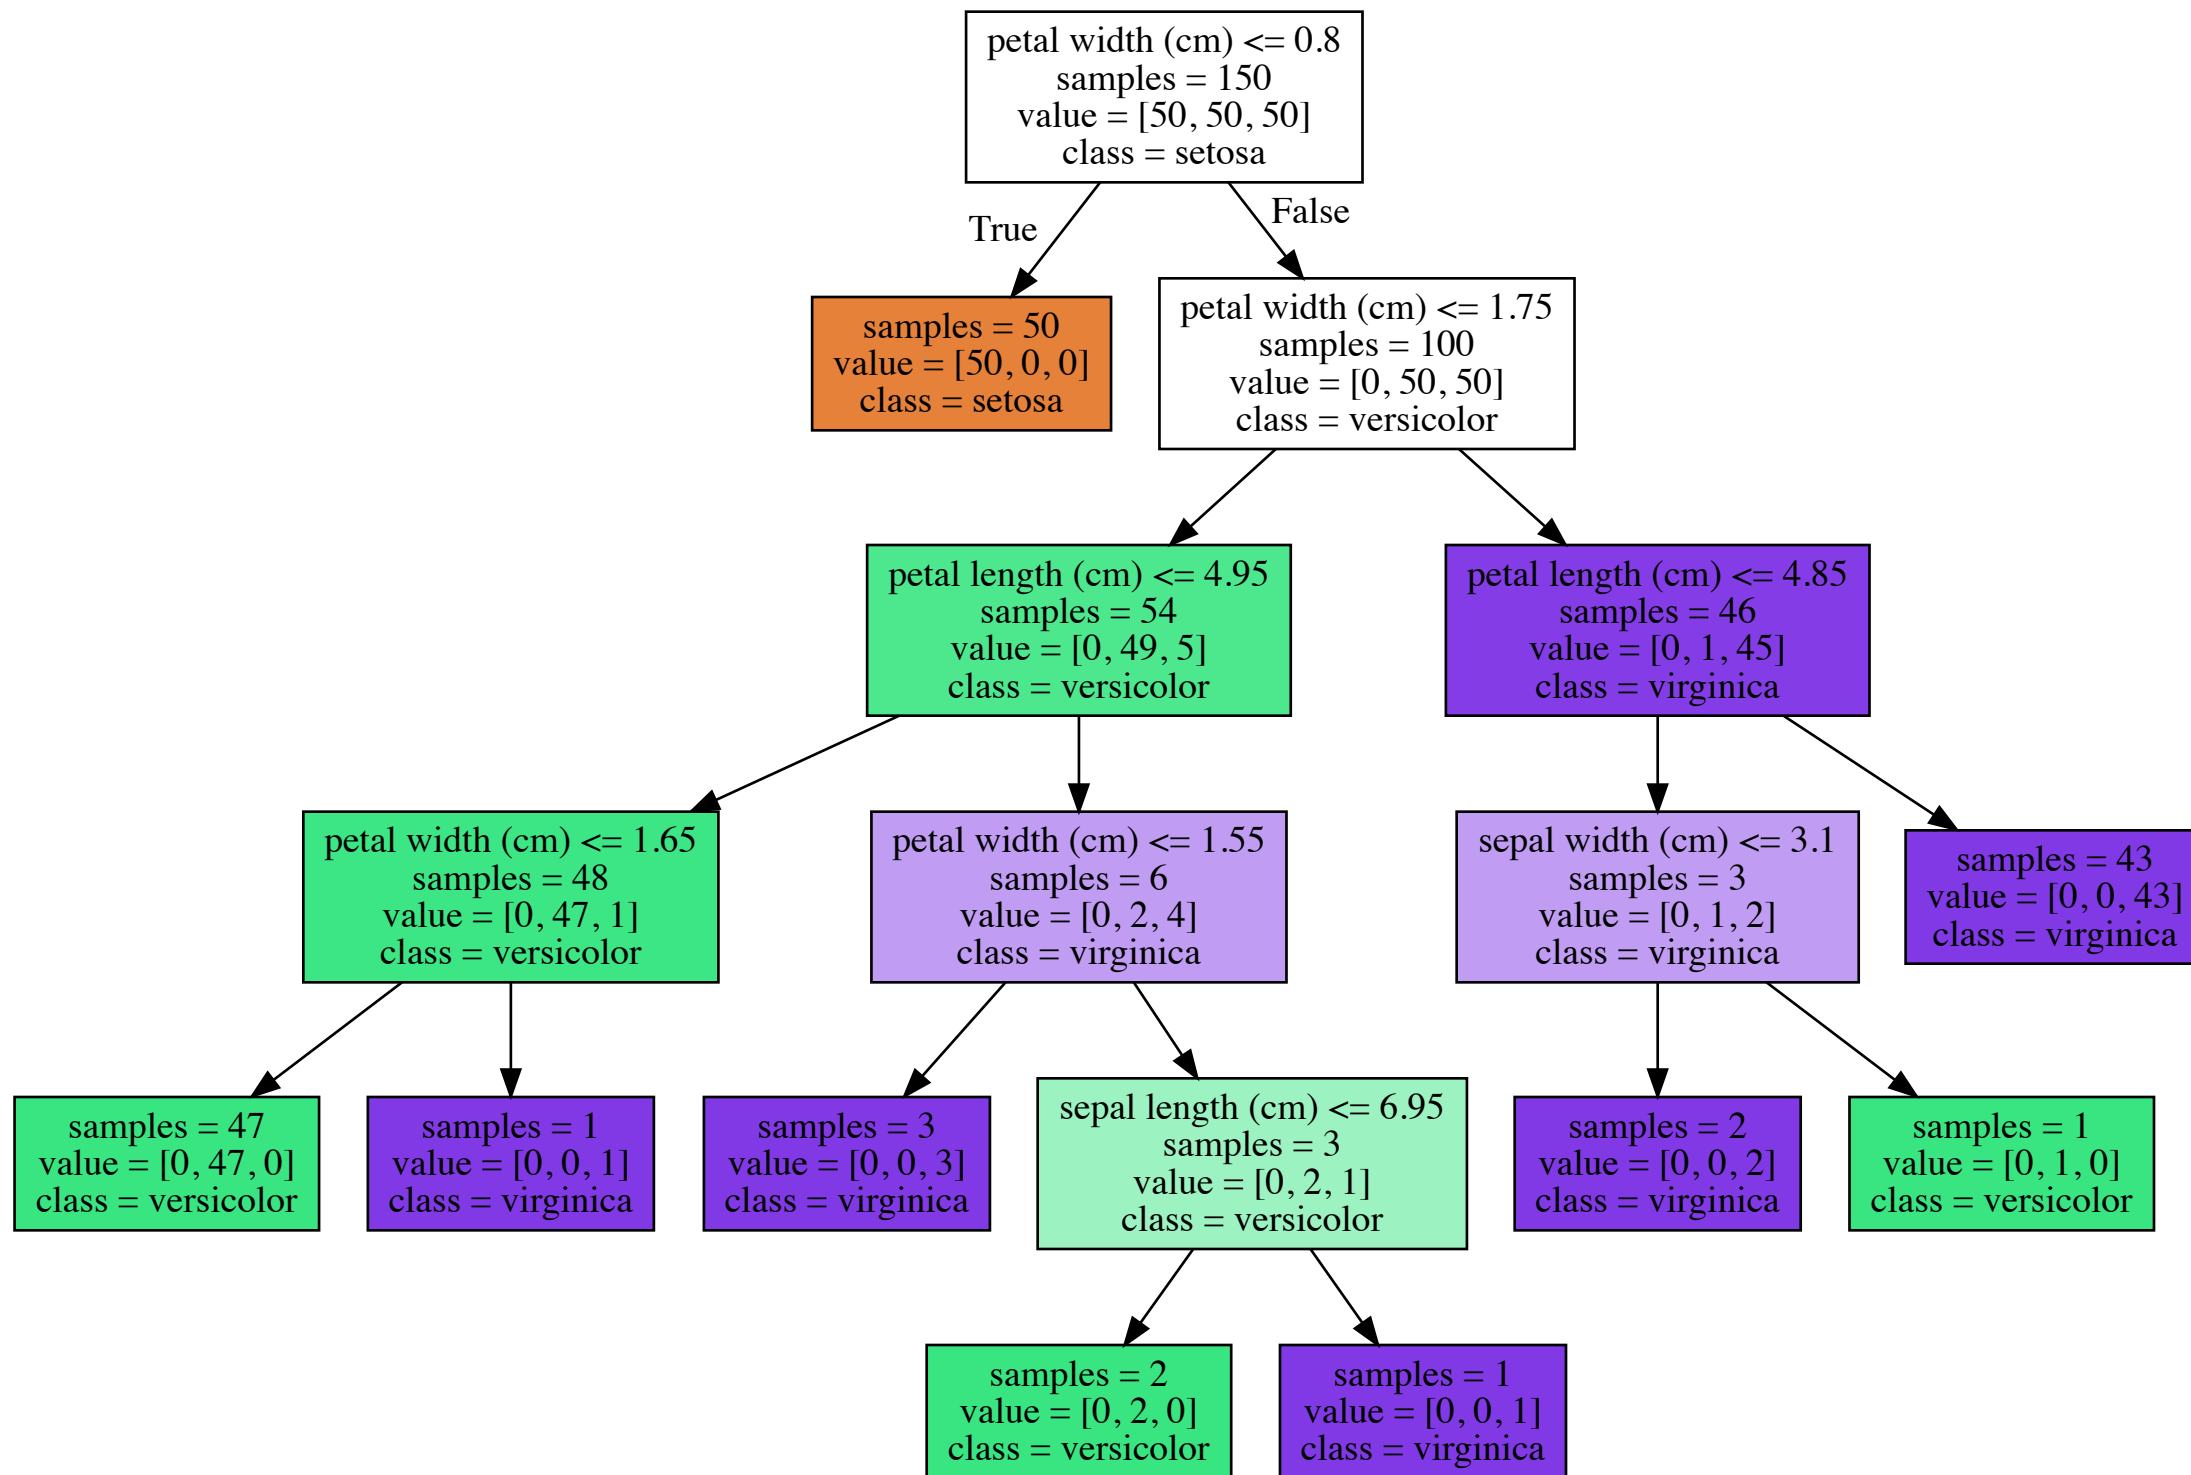 petal width (cm) <= 0.8
samples = 150
value = [50, 50, 50]
class = setosa
True
False
samples = 50
value = [50, 0, 0]
class = setosa
petal width (cm) <= 1.75
samples = 100
value = [0, 50, 50]
class = versicolor
petal length (cm) <= 4.95
samples = 54
value = [0, 49, 5]
class = versicolor
petal length (cm) <= 4.85
samples = 46
value = [0, 1, 45]
class = virginica
petal width (cm) <= 1.65
samples = 48
value = [0, 47, 1]
class = versicolor
petal width (cm) <= 1.55
samples = 6
value = [0, 2, 4]
class = virginica
sepal width (cm) <= 3.1
samples = 3
value = [0, 1, 2]
class = virginica
samples = 43
value = [0, 0, 43]
class = virginica
samples = 47
value = [0, 47, 0]
class = versicolor
samples = 1
value = [0, 0, 1]
class = virginica
samples = 3
value = [0, 0, 3]
class = virginica
sepal length (cm) <= 6.95
samples = 3
value = [0, 2, 1]
class = versicolor
samples = 2
value = [0, 0, 2]
class = virginica
samples = 1
value = [0, 1, 0]
class = versicolor
samples = 2
value = [0, 2, 0]
class = versicolor
samples = 1
value = [0, 0, 1]
class = virginica